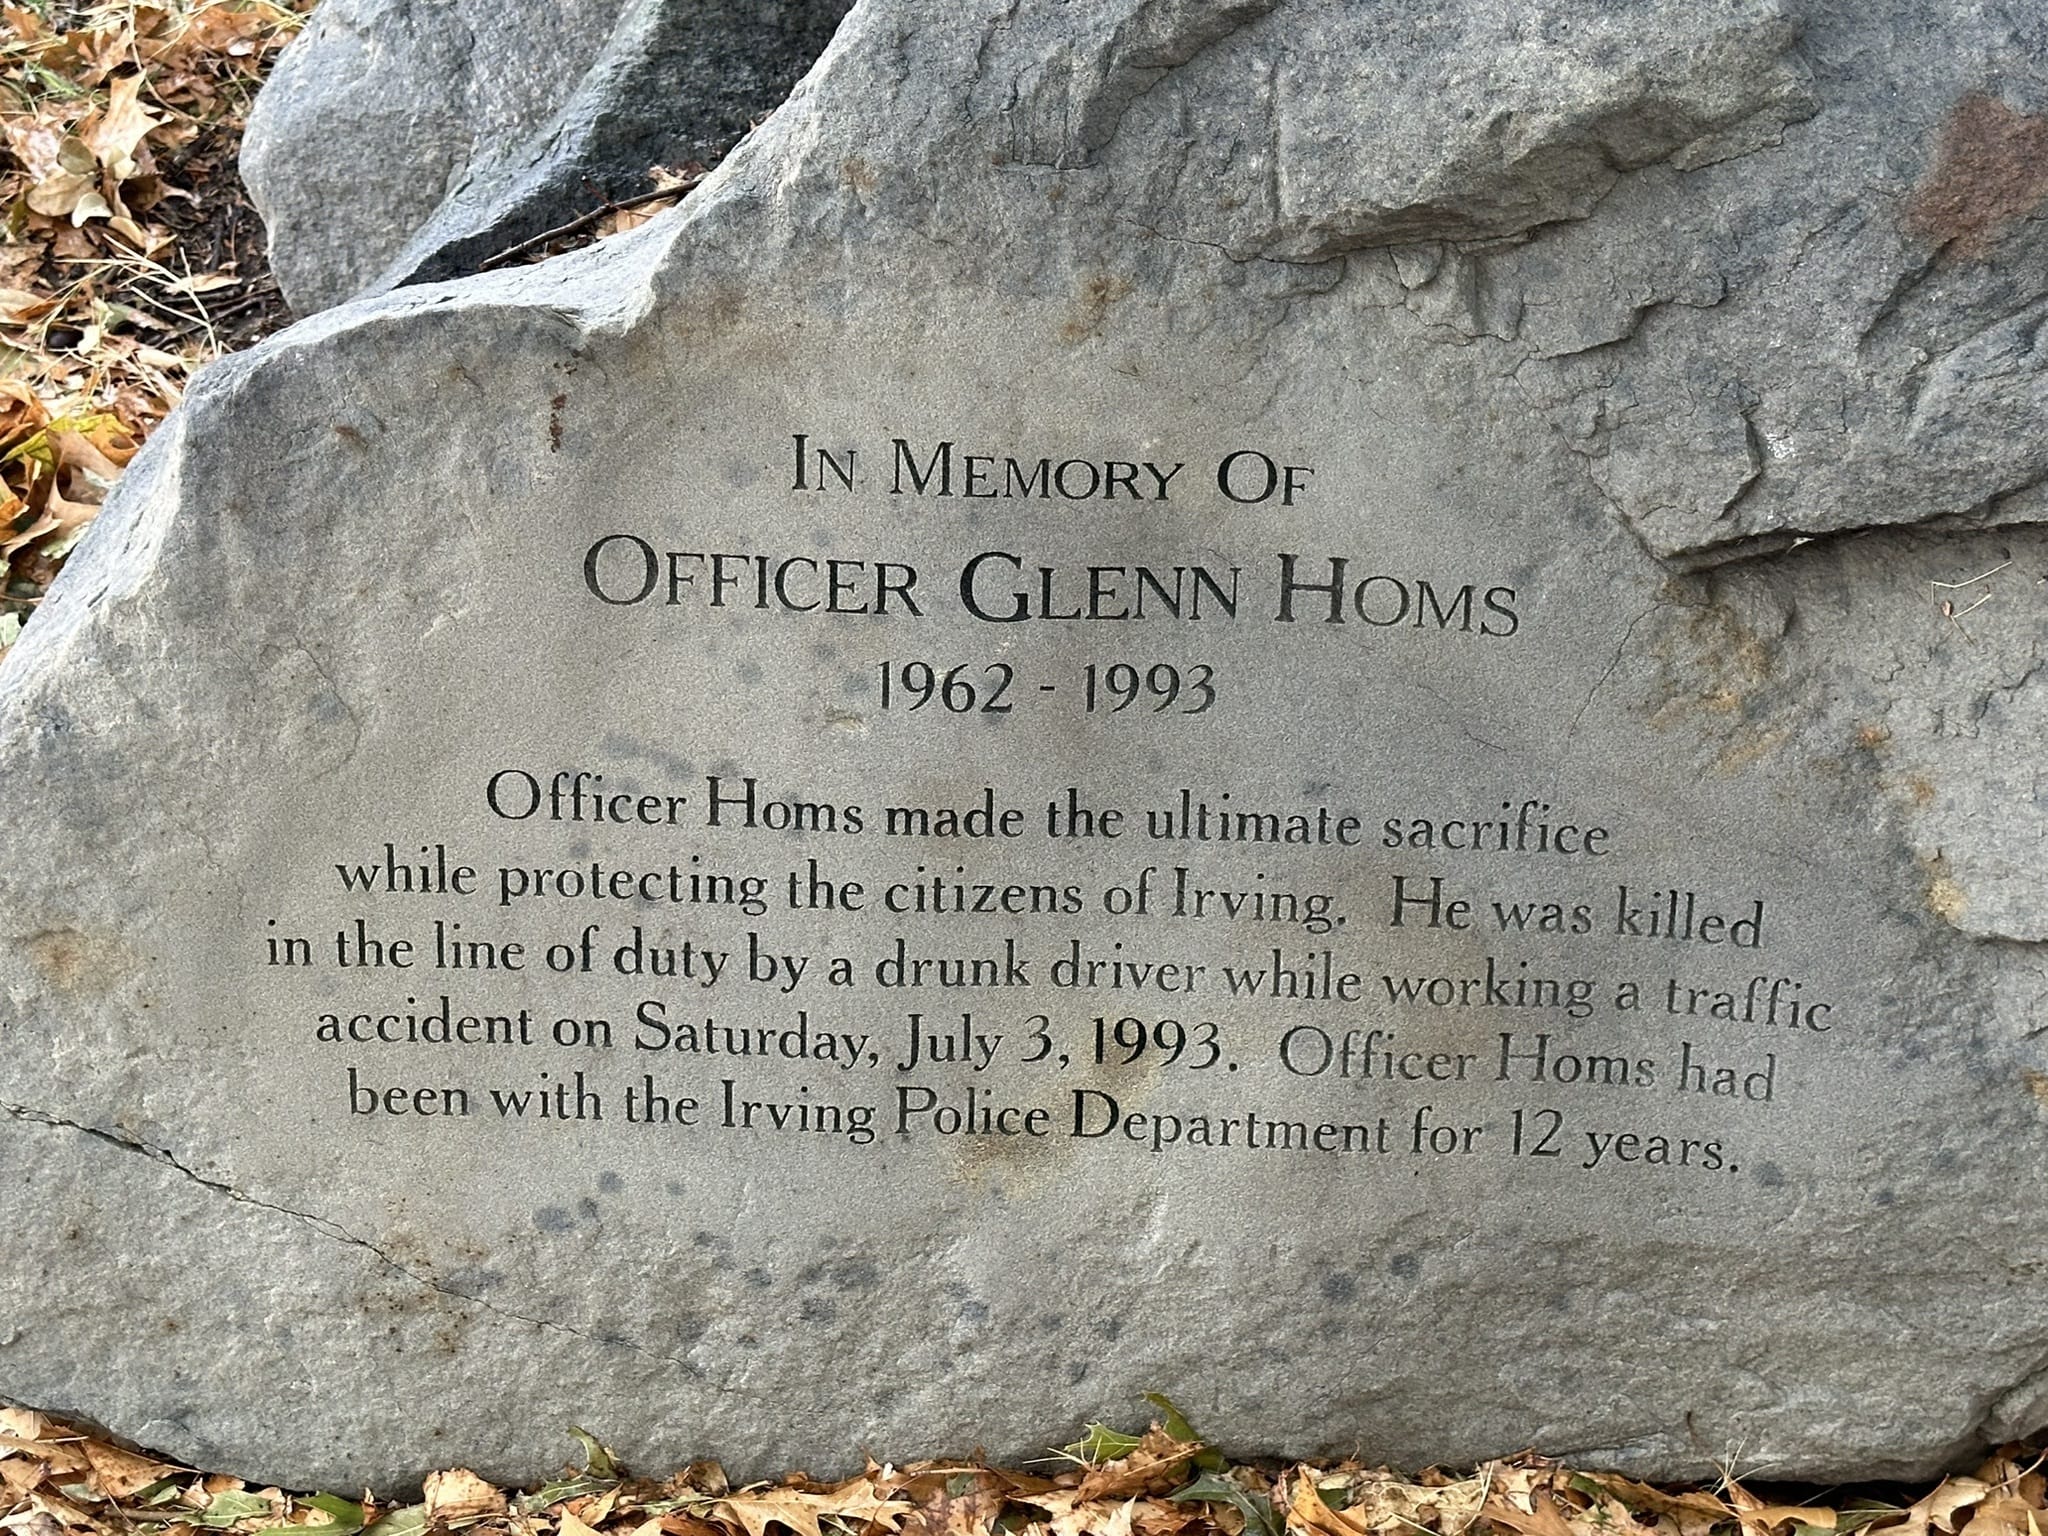 In Memory Of
Officer Glenn Homs
1962 - 1993
Officer Homs made the ultimate sacrifice
while protecting the citizens of Irving. He was killed
in the line of duty by a drunk driver while working a traffic
accident on Saturday, July 3, 1993. Officer Homs had
been with the Irving Police Department for 12 years.